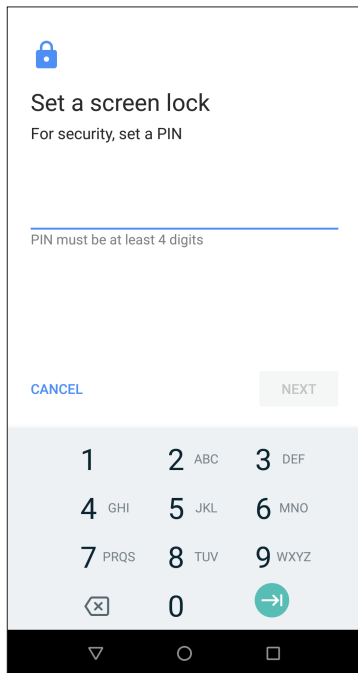 Set a screen lock
For security, set a PIN
PIN must be at least 4 digits
CANCEL NEXT
1 2 ABC 3 DEF
4 GHI 5 JKL 6 MNO
7 PRQS 8 TUV 9 WXYZ
0